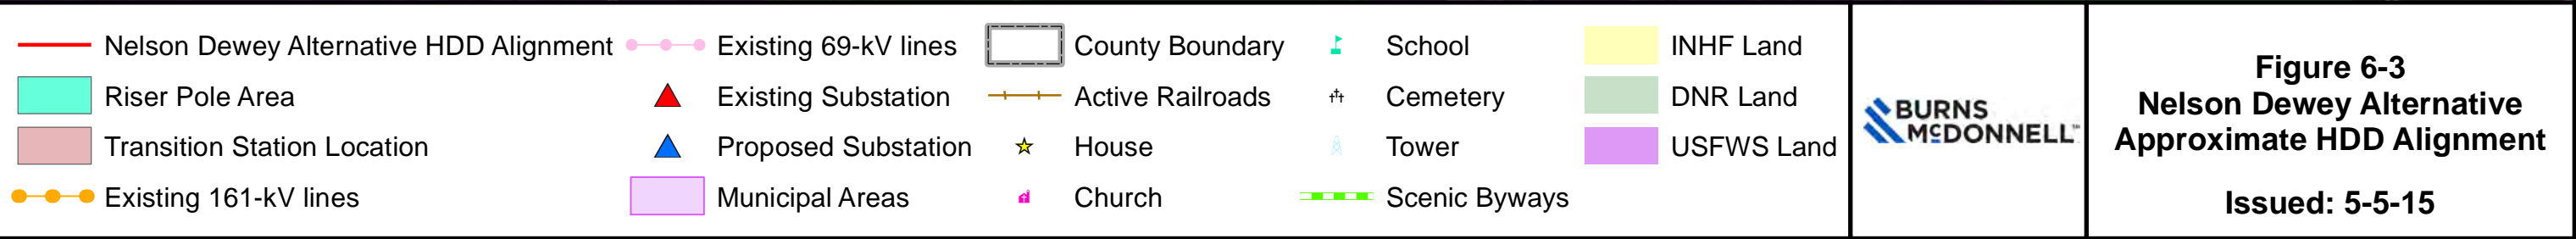 Nelson Dewey Alternative HDD Alignment
Riser Pole Area
Transition Station Location
Existing 161-kV lines
Existing 69-kV lines
Existing Substation
Proposed Substation
Municipal Areas
County Boundary
Active Railroads
House
Church
School
Cemetery
Tower
Scenic Byways
INHF Land
DNR Land
USFWS Land
BURNS
McDONNELL
Figure 6-3
Nelson Dewey Alternative
Approximate HDD Alignment
Issued: 5-5-15